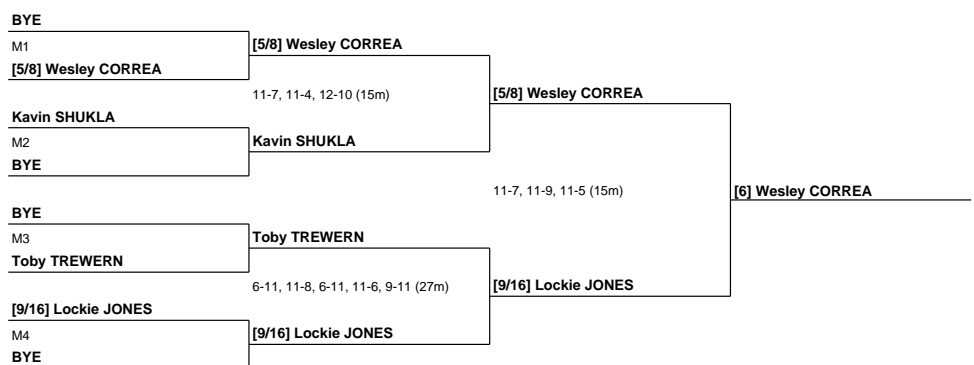 BYE
M1
[5/8] Wesley CORREA
[5/8] Wesley CORREA
11-7, 11-4, 12-10 (15m)
[5/8] Wesley CORREA
Kavin SHUKLA
M2
Kavin SHUKLA
BYE
11-7, 11-9, 11-5 (15m)
[6] Wesley CORREA
BYE
M3
Toby TREWERN
Toby TREWERN
6-11, 11-8, 6-11, 11-6, 9-11 (27m)
[9/16] Lockie JONES
[9/16] Lockie JONES
M4
[9/16] Lockie JONES
BYE